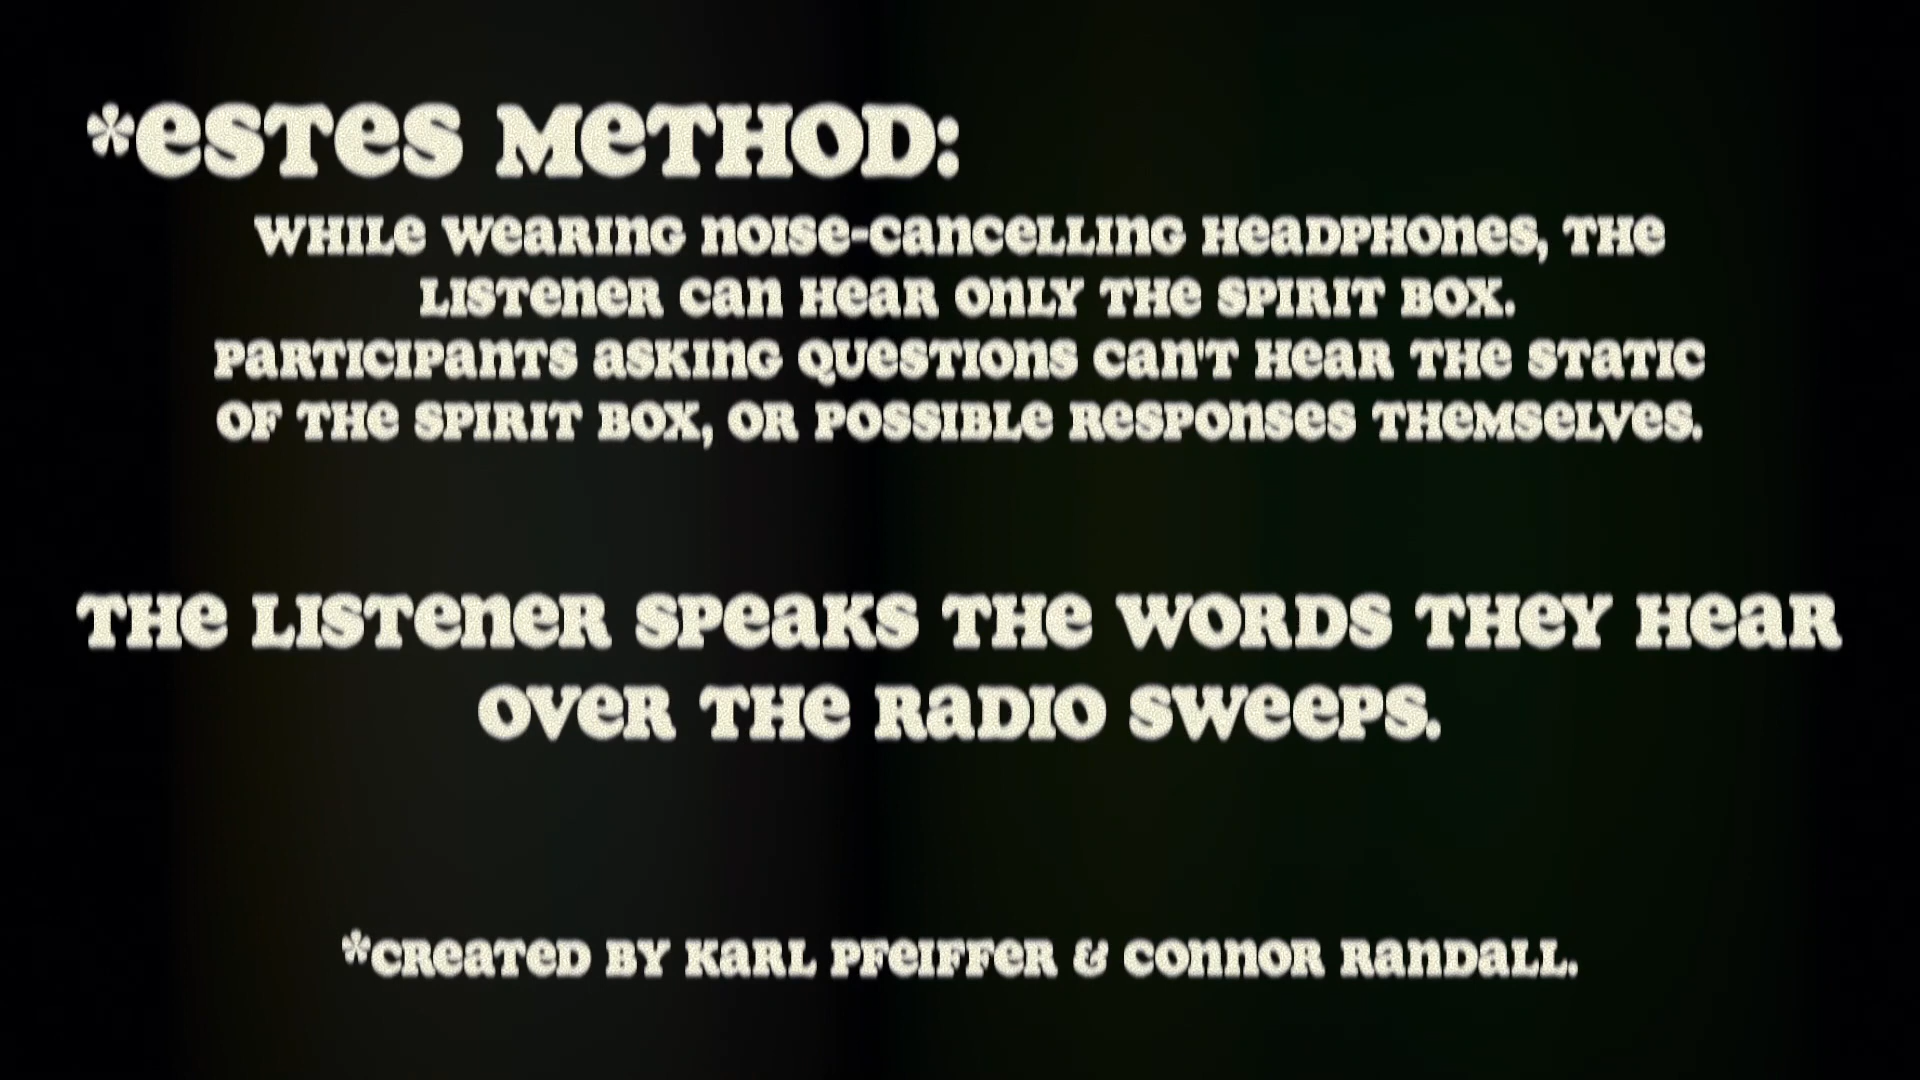 *ESTES METHOD:
WHILE WEARING NOISE-CANCELLING HEADPHONES, THE
LISTENER CAN HEAR ONLY THE SPIRIT BOX.
PARTICIPANTS ASKING QUESTIONS CAN'T HEAR THE STATIC
OF THE SPIRIT BOX, OR POSSIBLE RESPONSES THEMSELVES.
THE LISTENER SPEAKS THE WORDS THEY HEAR
OVER THE RADIO SWEEPS.
*CREATED BY KARL PFEIFFER & CONNOR RANDALL.